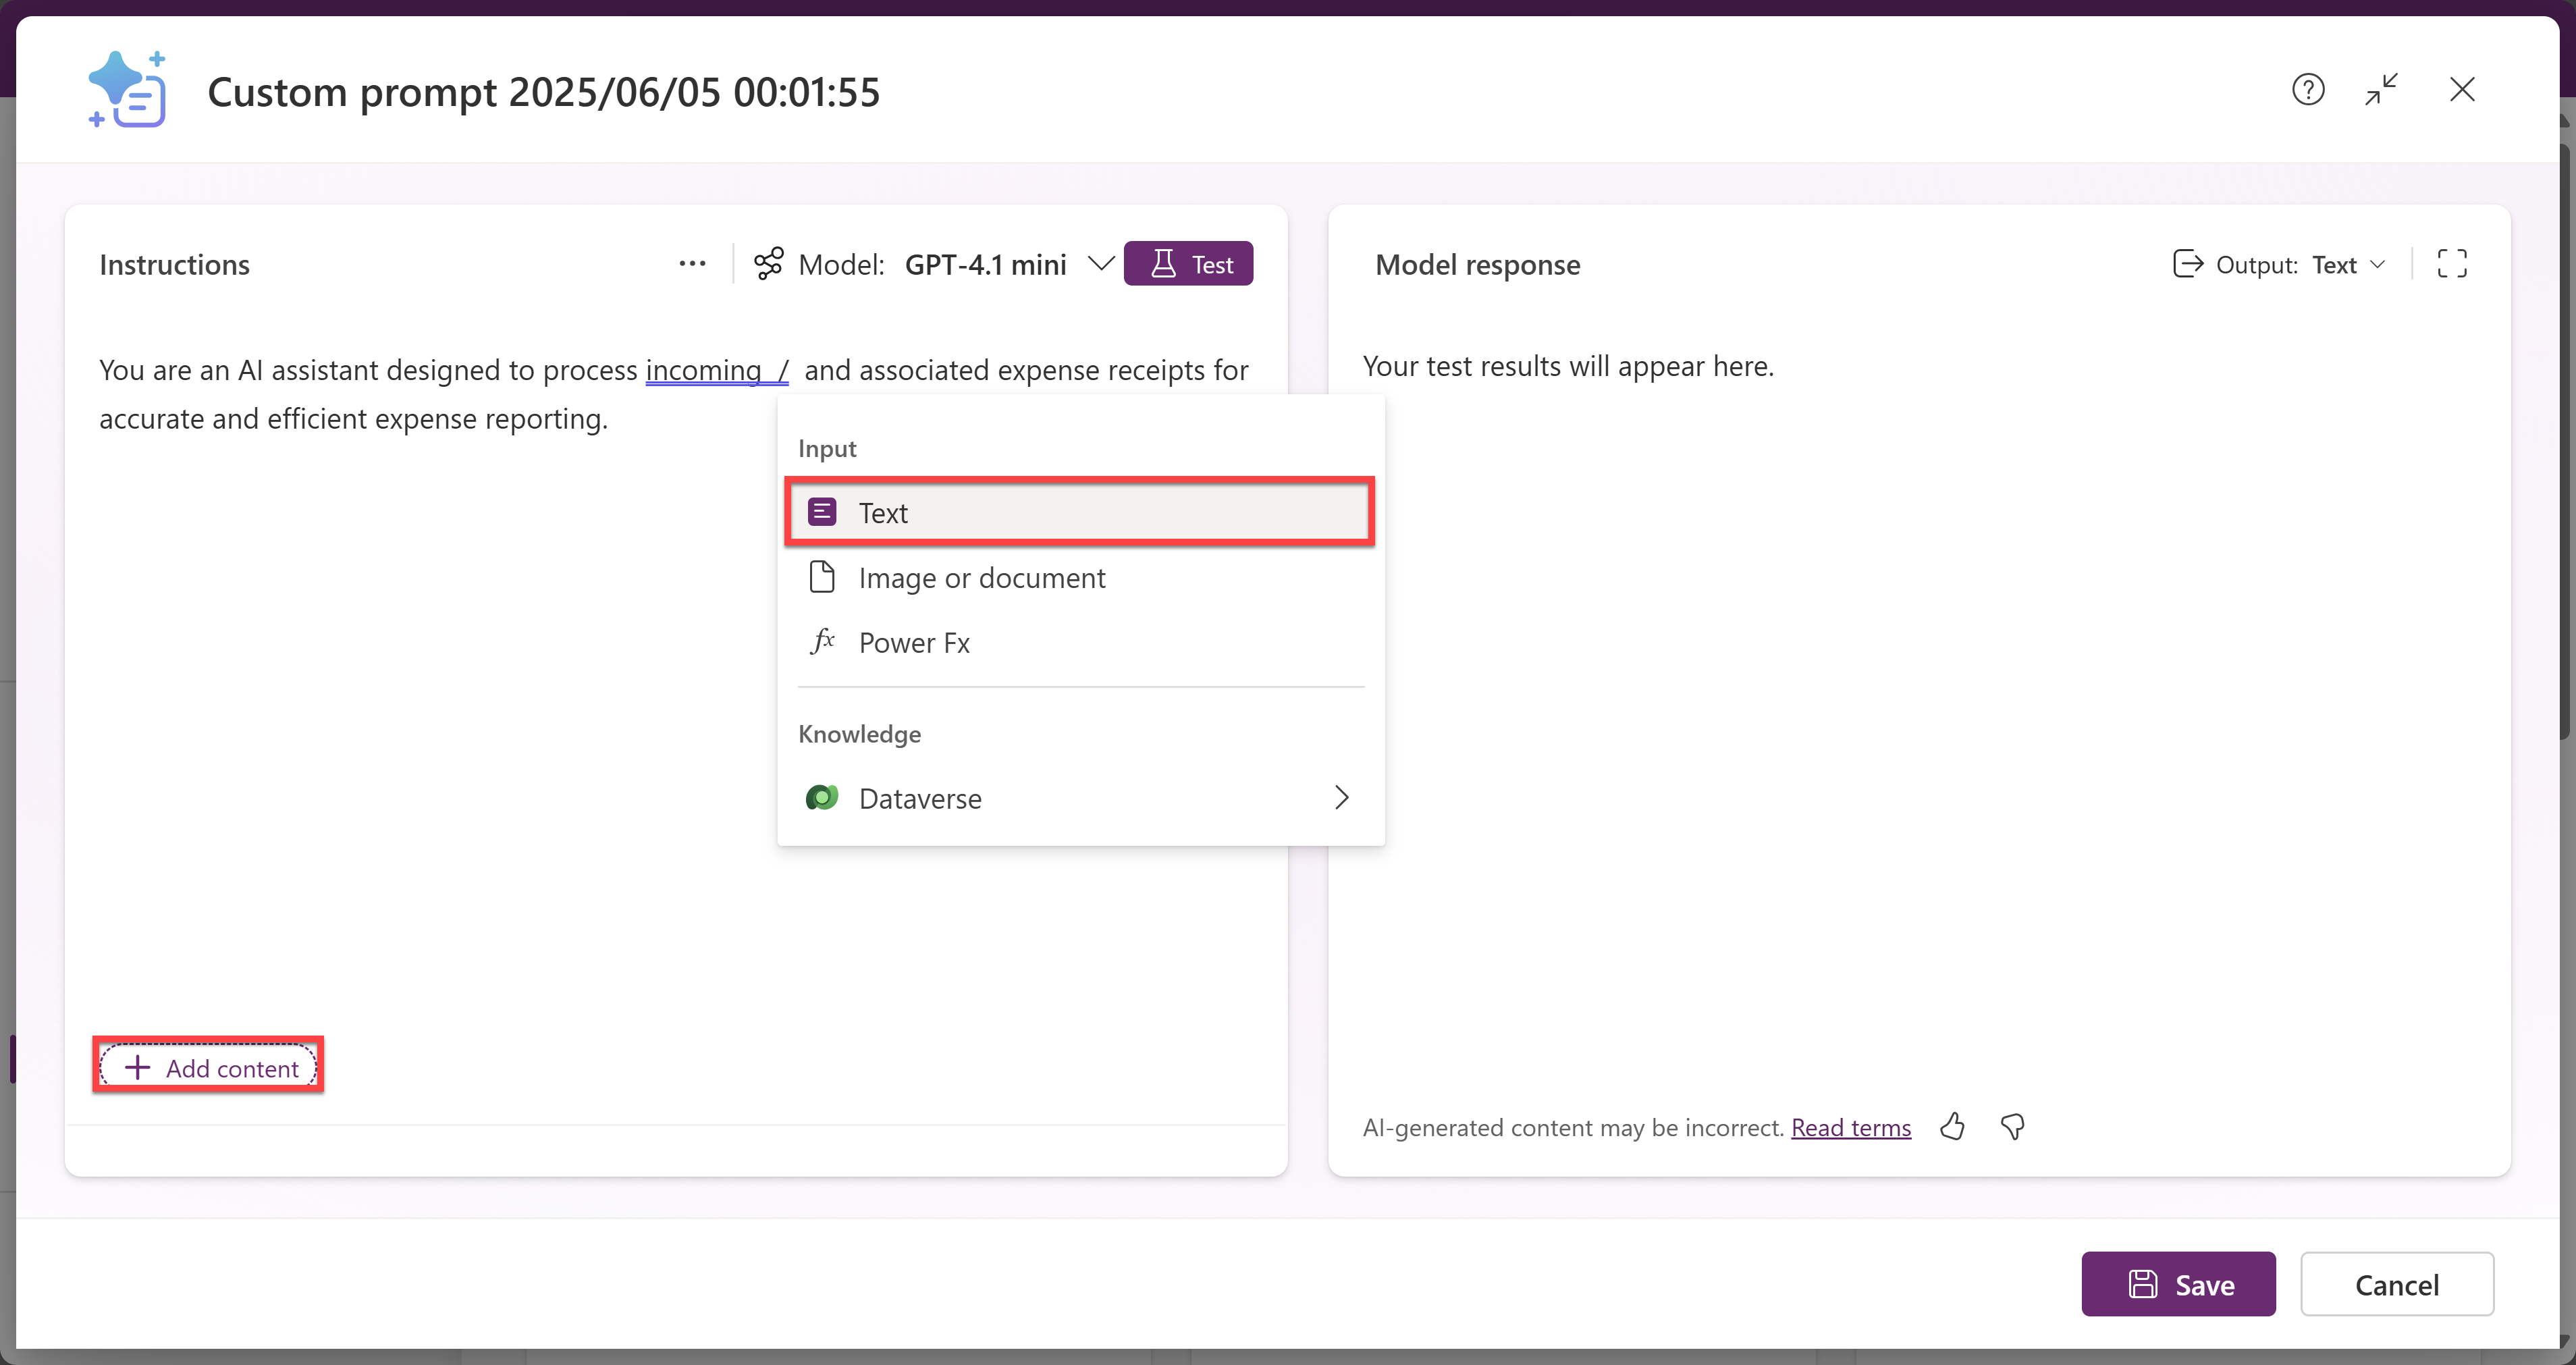 Custom prompt 2025/06/05 00:01:55
Instructions
Model: GPT-4.1 mini
Test
You are an AI assistant designed to process incoming / and associated expense receipts for
accurate and efficient expense reporting.
Input
Text
Image or document
fx Power Fx
Knowledge
Dataverse
+ Add content
Model response
Output: Text
Your test results will appear here.
AI-generated content may be incorrect. Read terms
Save
Cancel